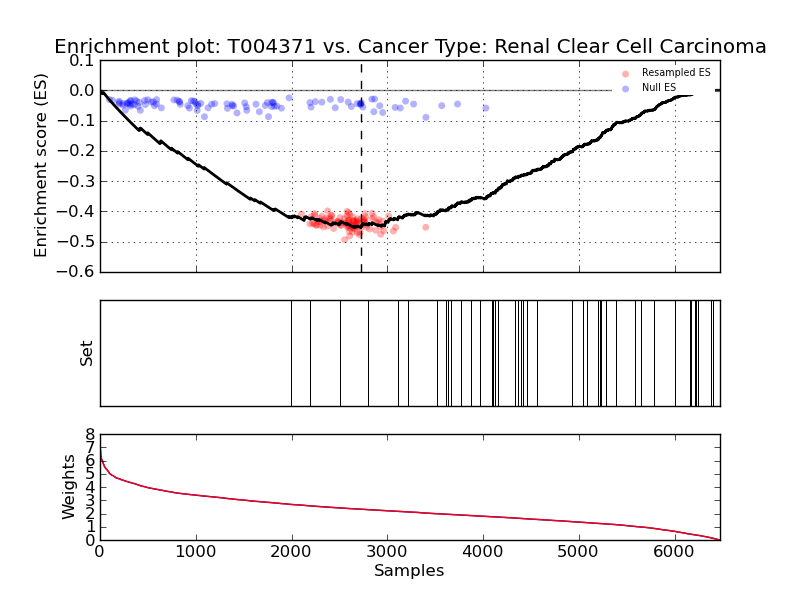 Enrichment plot: T004371 vs. Cancer Type: Renal Clear Cell Carcinoma
Enrichment score (ES)
0.1
0.0
−0.1
−0.2
−0.3
−0.4
−0.5
−0.6
Resampled ES
Null ES
Set
Weights
8
7
6
5
4
3
2
1
0
0 1000 2000 3000 4000 5000 6000
Samples